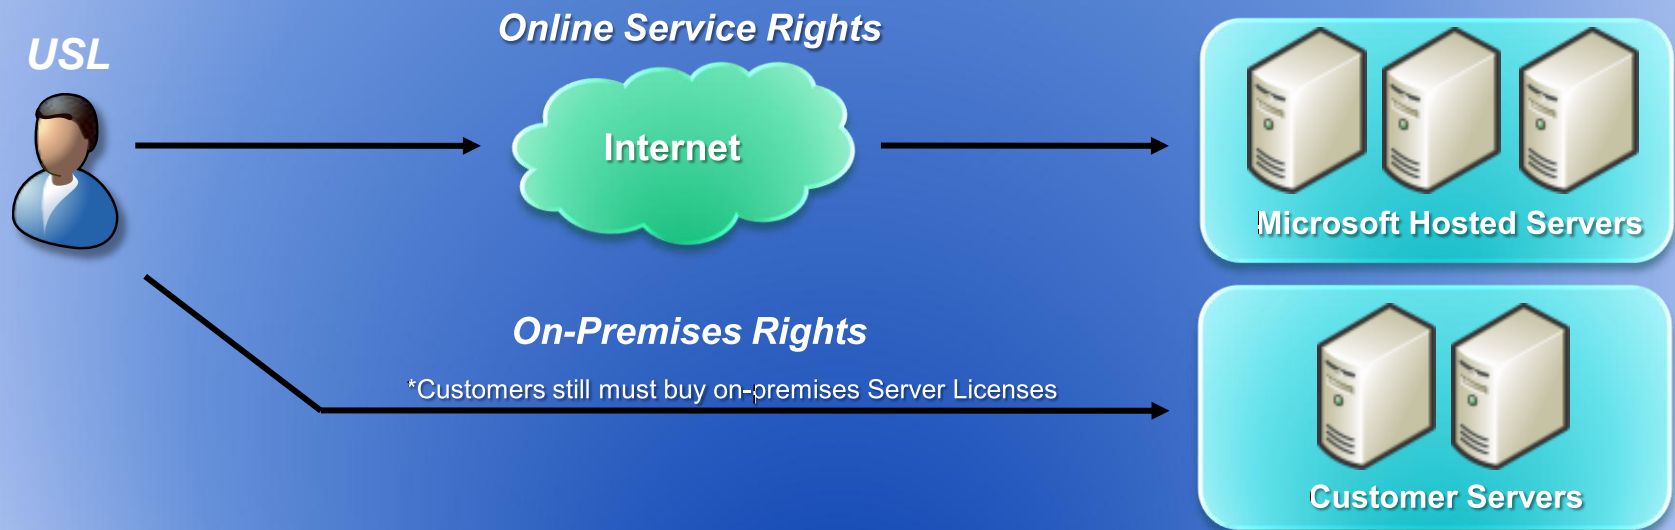 USL
Online Service Rights
Internet
Microsoft Hosted Servers
On-Premises Rights
*Customers still must buy on-premises Server Licenses
Customer Servers